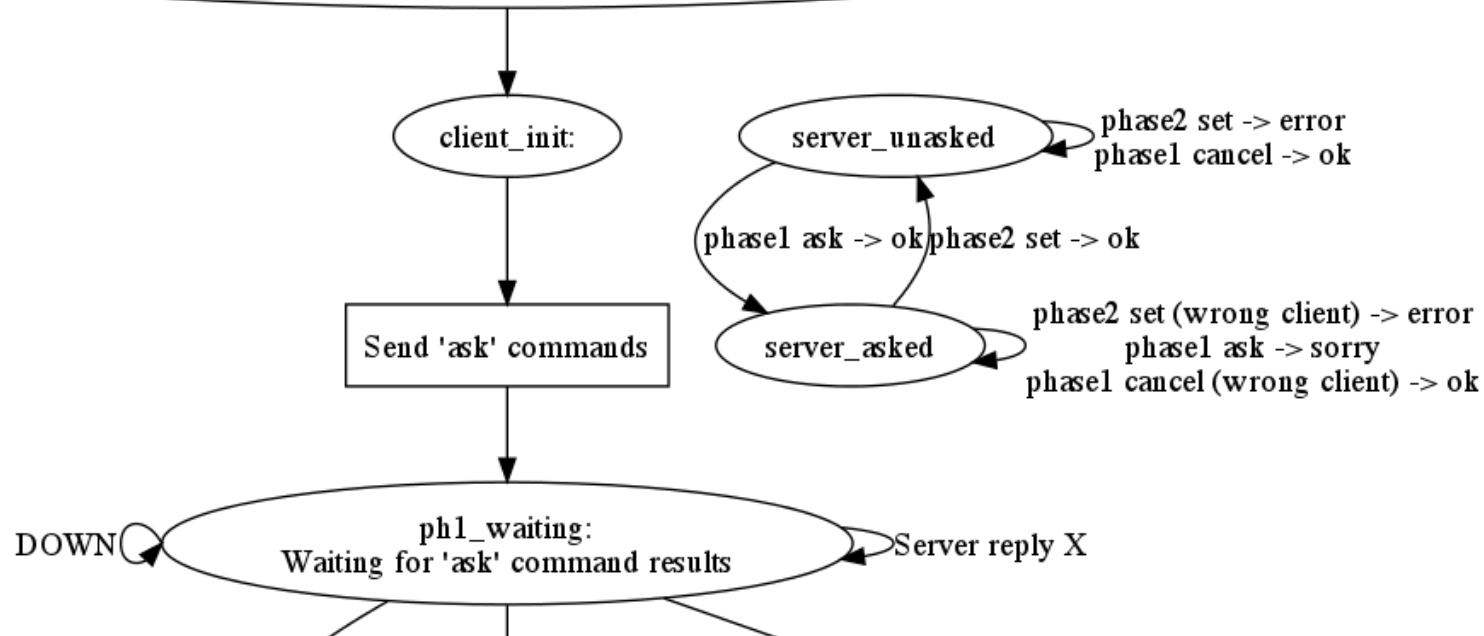 client_init:
server_unasked
phase2 set -> error
phase1 cancel -> ok
phase1 ask -> ok
phase2 set -> ok
Send 'ask' commands
server_asked
phase2 set (wrong client) -> error
phase1 ask -> sorry
phase1 cancel (wrong client) -> ok
DOWN
ph1_waiting:
Waiting for 'ask' command results
Server reply X